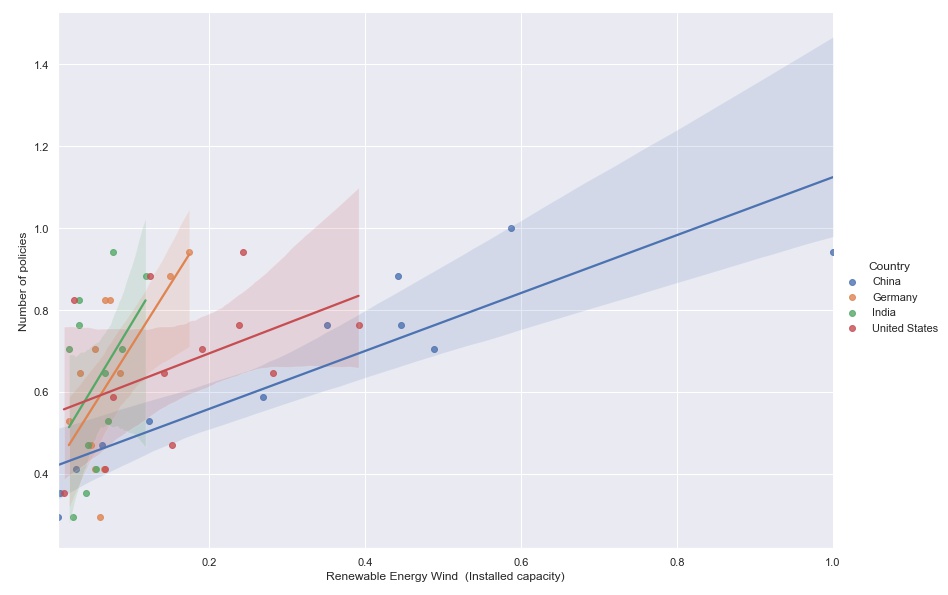 1.4
1.2
1.0
0.8
0.6
0.4
Number of policies
0.2
0.4
0.6
0.8
1.0
Renewable Energy Wind (Installed capacity)
Country
China
Germany
India
United States